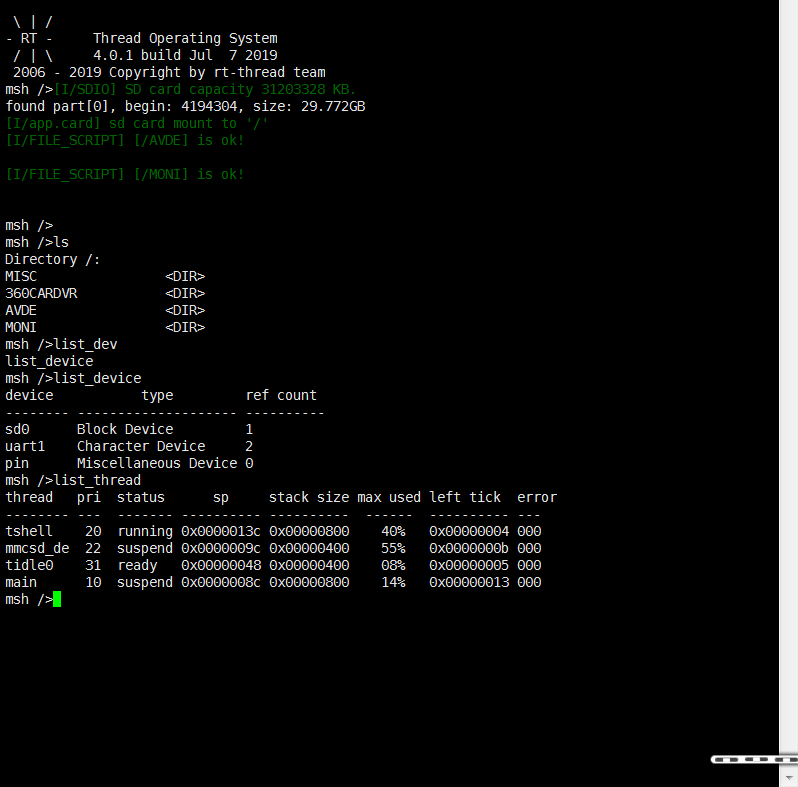 \ | /
- RT -     Thread Operating System
 / | \     4.0.1 build Jul  7 2019
 2006 - 2019 Copyright by rt-thread team
msh />[I/SDIO] SD card capacity 31203328 KB.
found part[0], begin: 4194304, size: 29.772GB
[I/app.card] sd card mount to '/'
[I/FILE_SCRIPT] [/AVDE] is ok!
[I/FILE_SCRIPT] [/MONI] is ok!
msh />
msh />ls
Directory /:
MISC                <DIR>
360CARDVR           <DIR>
AVDE                <DIR>
MONI                <DIR>
msh />list_dev
list_device
msh />list_device
device           type         ref count
-------- -------------------- ----------
sd0      Block Device         1
uart1    Character Device     2
pin      Miscellaneous Device 0
msh />list_thread
thread   pri  status      sp     stack size max used left tick  error
-------- ---  ------- ---------- ----------  ------  ---------- ---
tshell    20  running 0x0000013c 0x00000800    40%   0x00000004 000
mmcsd_de  22  suspend 0x0000009c 0x00000400    55%   0x0000000b 000
tidle0    31  ready   0x00000048 0x00000400    08%   0x00000005 000
main      10  suspend 0x0000008c 0x00000800    14%   0x00000013 000
msh />